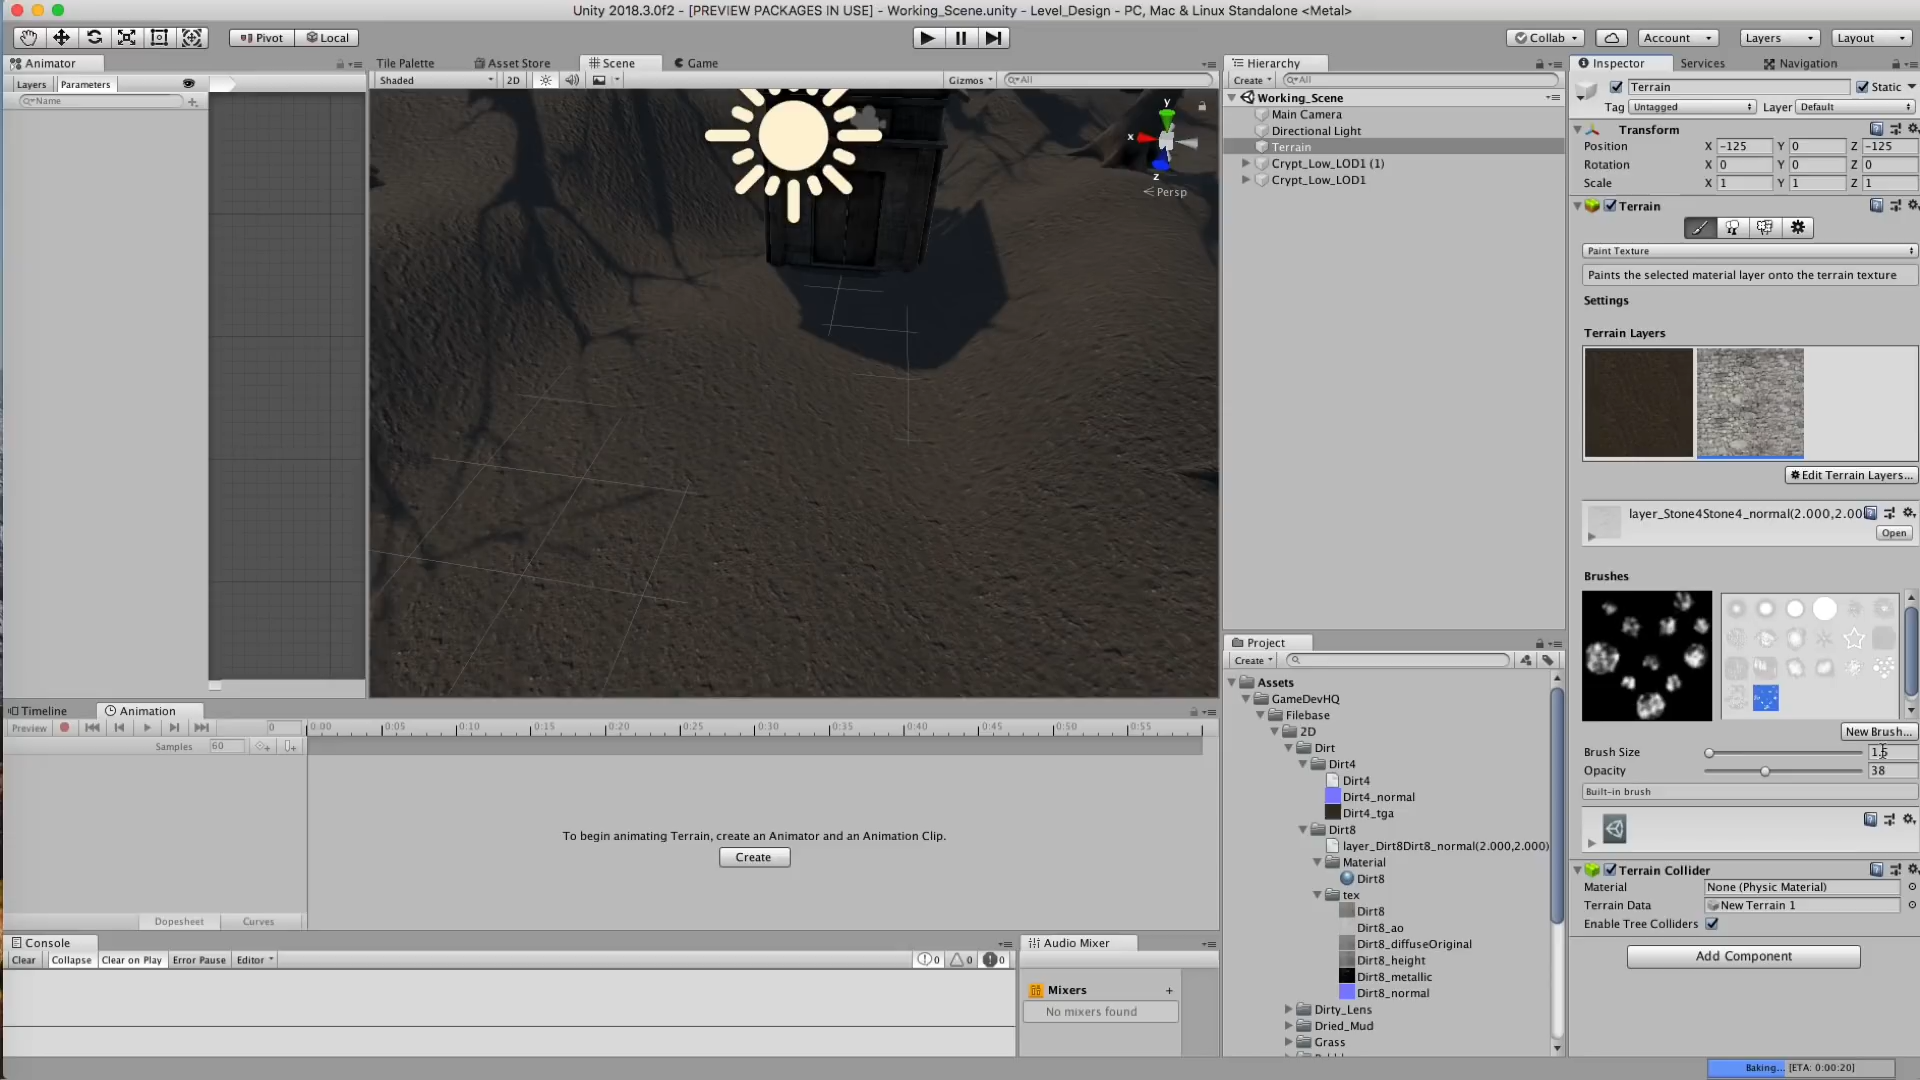 Unity 2018.3.0f2 - [PREVIEW PACKAGES IN USE] - Working_Scene.unity - Level_Design - PC, Mac & Linux Standalone <Metal>
Pivot Local Collab Account Layers Layout
Animator
Layers Parameters
Name
Tile Palette Asset Store Scene Game
Shaded 2D Gizmos All
y
x
z
Persp
Hierarchy
Create All
Working_Scene
Main Camera
Directional Light
Terrain
Crypt_Low_LOD1 (1)
Crypt_Low_LOD1
Inspector Services Navigation
Terrain Static
Tag Untagged Layer Default
Transform
Position X -125 Y 0 Z -125
Rotation X 0 Y 0 Z 0
Scale X 1 Y 1 Z 1
Terrain
Paint Texture
Paints the selected material layer onto the terrain texture
Settings
Terrain Layers
Edit Terrain Layers...
layer_Stone4Stone4_normal(2.000,2.00
Open
Brushes
New Brush...
Brush Size 1.5
Opacity 38
Built-in brush
Terrain Collider
Material None (Physic Material)
Terrain Data New Terrain 1
Enable Tree Colliders
Add Component
Project
Create
Assets
GameDevHQ
Filebase
2D
Dirt
Dirt4
Dirt4
Dirt4_normal
Dirt4_tga
Dirt8
layer_Dirt8Dirt8_normal(2.000,2.000)
Material
Dirt8
tex
Dirt8
Dirt8_ao
Dirt8_diffuseOriginal
Dirt8_height
Dirt8_metallic
Dirt8_normal
Dirty_Lens
Dried_Mud
Grass
Timeline Animation
Preview 0 0:00 0:05 0:10 0:15 0:20 0:25 0:30 0:35 0:40 0:45 0:50 0:55
Samples 60
To begin animating Terrain, create an Animator and an Animation Clip.
Create
Dopesheet Curves
Console
Clear Collapse Clear on Play Error Pause Editor 0 0 0
Audio Mixer
Mixers +
No mixers found
Baking... [ETA: 0:00:20]